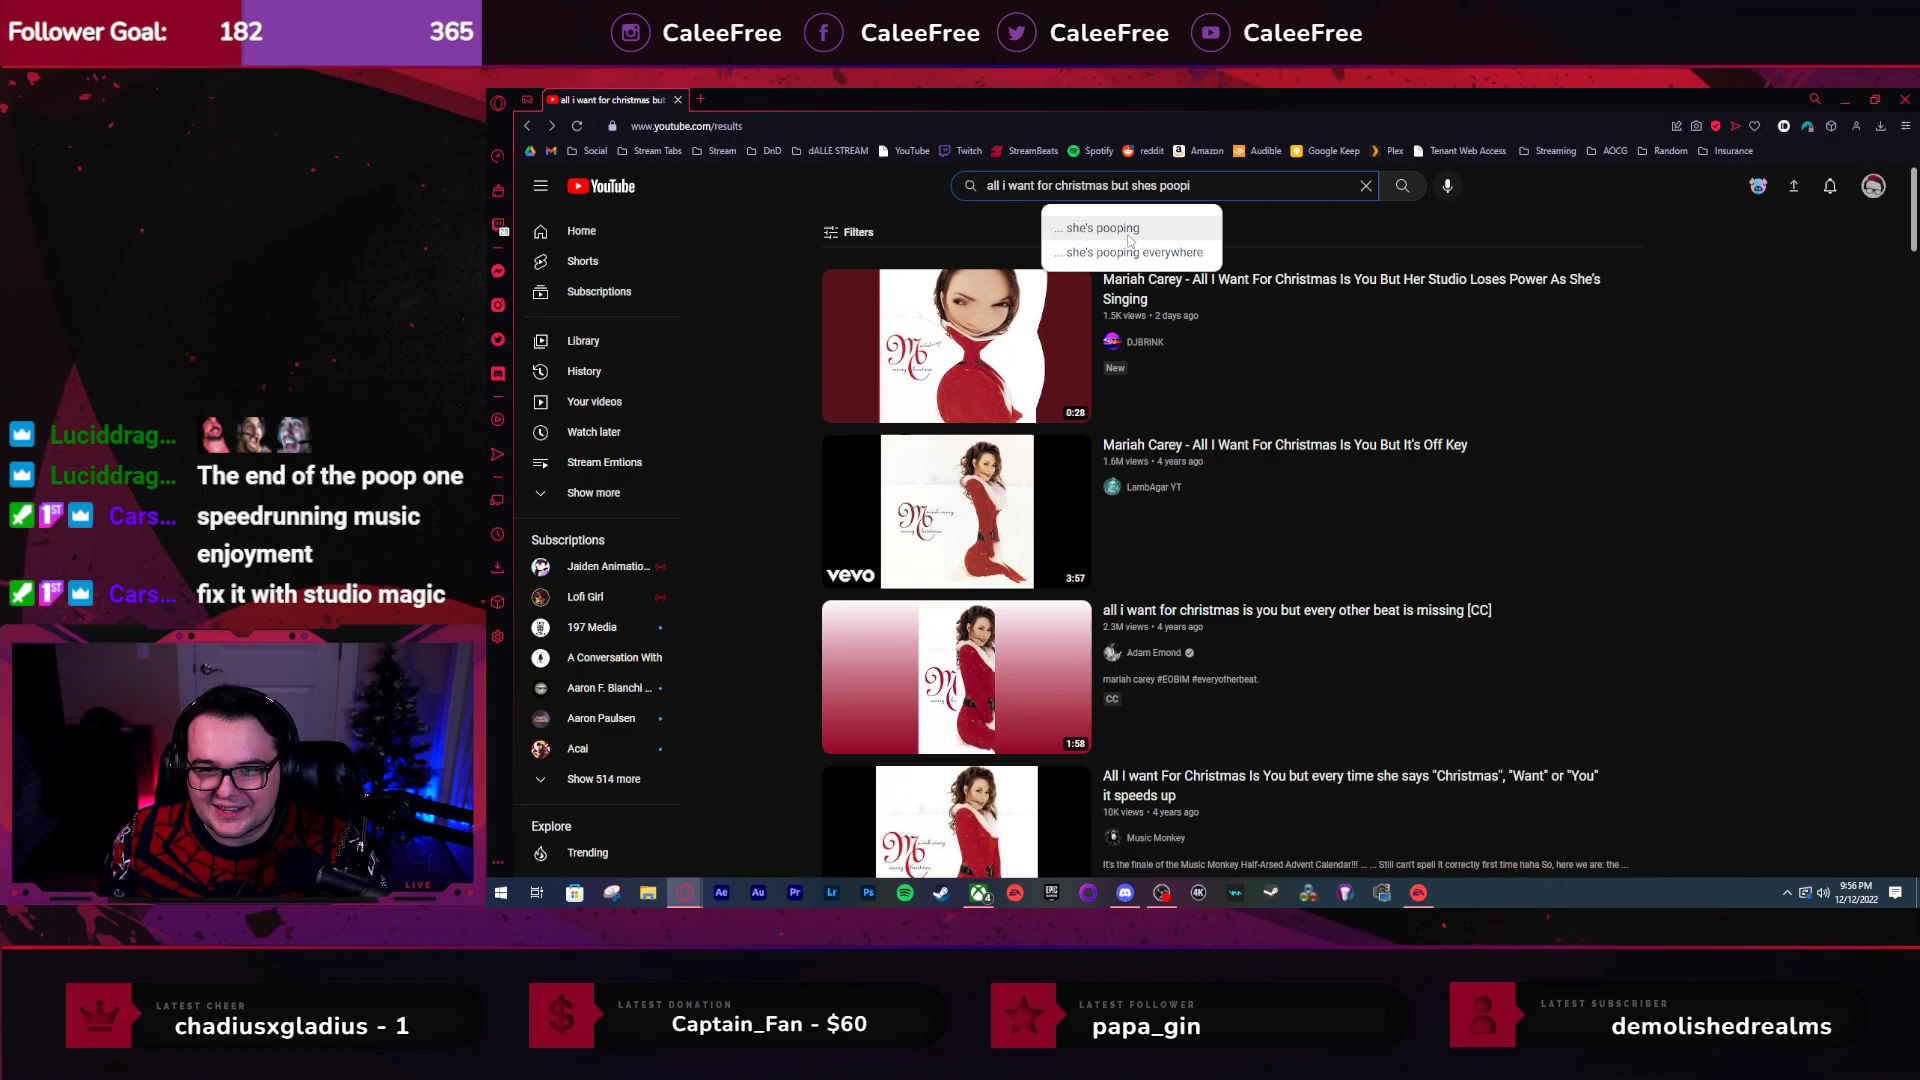 Follower Goal: 182 365
CaleeFree CaleeFree CaleeFree CaleeFree
all i want for christmas but
www.youtube.com/results
Social Stream Tabs Stream DnD dALLE STREAM YouTube Twitch StreamBeats Spotify reddit Amazon Audible Google Keep Plex Tenant Web Access Streaming AOCG Random Insurance
YouTube
all i want for christmas but shes poopi
... she's pooping
... she's pooping everywhere
Home
Shorts
Subscriptions
Library
History
Your videos
Watch later
Stream Emtions
Show more
Subscriptions
Jaiden Animatio...
Lofi Girl
197 Media
A Conversation With
Aaron F. Bianchi ...
Aaron Paulsen
Acai
Show 514 more
Explore
Trending
Filters
Mariah Carey - All I Want For Christmas Is You But Her Studio Loses Power As She's
Singing
1.5K views • 2 days ago
DJBRINK
New
0:28
Mariah Carey - All I Want For Christmas Is You But It's Off Key
1.6M views • 4 years ago
LambAgar YT
vevo
3:57
all i want for christmas is you but every other beat is missing [CC]
2.3M views • 4 years ago
Adam Emond
mariah carey #EOBIM #everyotherbeat.
CC
1:58
All I want For Christmas Is You but every time she says "Christmas", "Want" or "You"
it speeds up
10K views • 4 years ago
Music Monkey
It's the finale of the Music Monkey Half-Arsed Advent Calendar!!! ... ... Still can't spell it correctly first time haha So, here we are: the ...
Luciddrag...
Luciddrag... The end of the poop one
Cars... speedrunning music
enjoyment
Cars... fix it with studio magic
LIVE
Ae Au Pr Lr Ps
9:56 PM
12/12/2022
LATEST CHEER
chadiusxgladius - 1
LATEST DONATION
Captain_Fan - $60
LATEST FOLLOWER
papa_gin
LATEST SUBSCRIBER
demolishedrealms